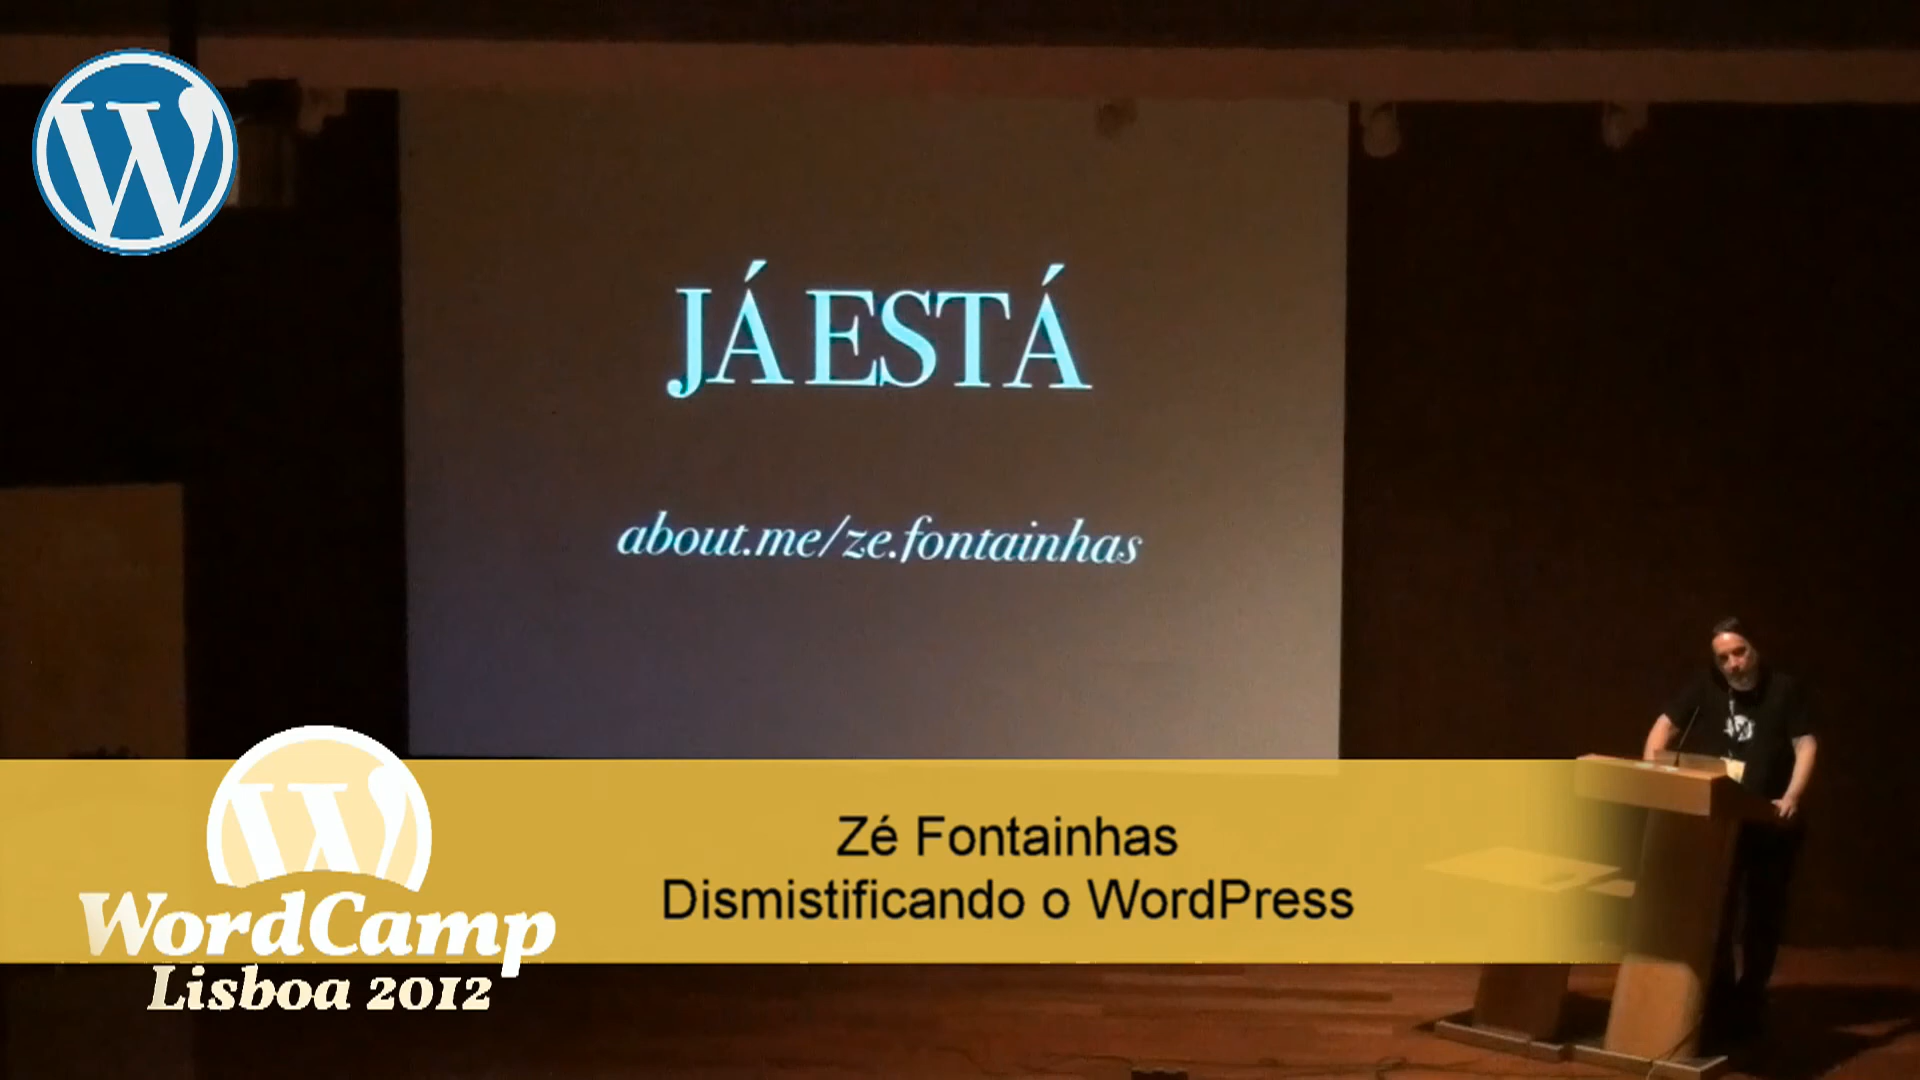 JÁ ESTÁ
about.me/ze.fontainhas
Zé Fontainhas
Dismistificando o WordPress
WordCamp
Lisboa 2012